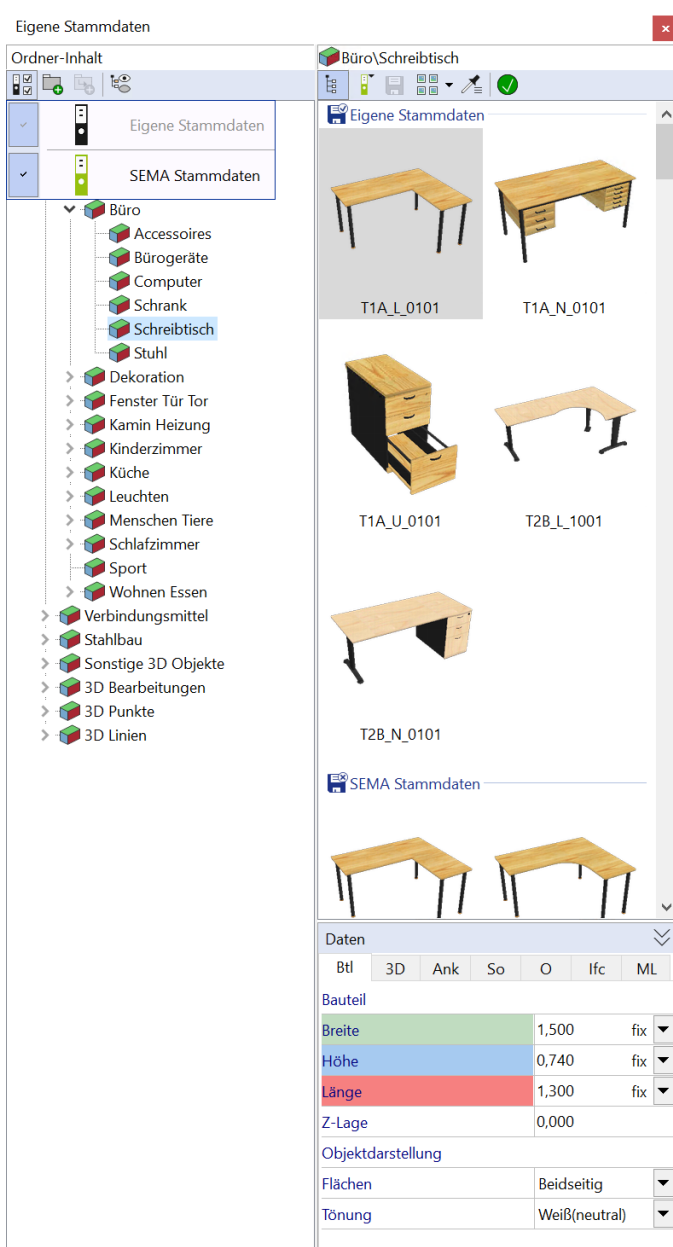 Eigene Stammdaten
Ordner-Inhalt
Eigene Stammdaten
SEMA Stammdaten
Büro
Accessoires
Bürogeräte
Computer
Schrank
Schreibtisch
Stuhl
Dekoration
Fenster Tür Tor
Kamin Heizung
Kinderzimmer
Küche
Leuchten
Menschen Tiere
Schlafzimmer
Sport
Wohnen Essen
Verbindungsmittel
Stahlbau
Sonstige 3D Objekte
3D Bearbeitungen
3D Punkte
3D Linien
Büro\Schreibtisch
Eigene Stammdaten
T1A_L_0101 T1A_N_0101
T1A_U_0101 T2B_L_1001
T2B_N_0101
SEMA Stammdaten
Daten
Btl 3D Ank So O Ifc ML
Bauteil
Breite 1,500 fix
Höhe 0,740 fix
Länge 1,300 fix
Z-Lage 0,000
Objektdarstellung
Flächen Beidseitig
Tönung Weiß(neutral)